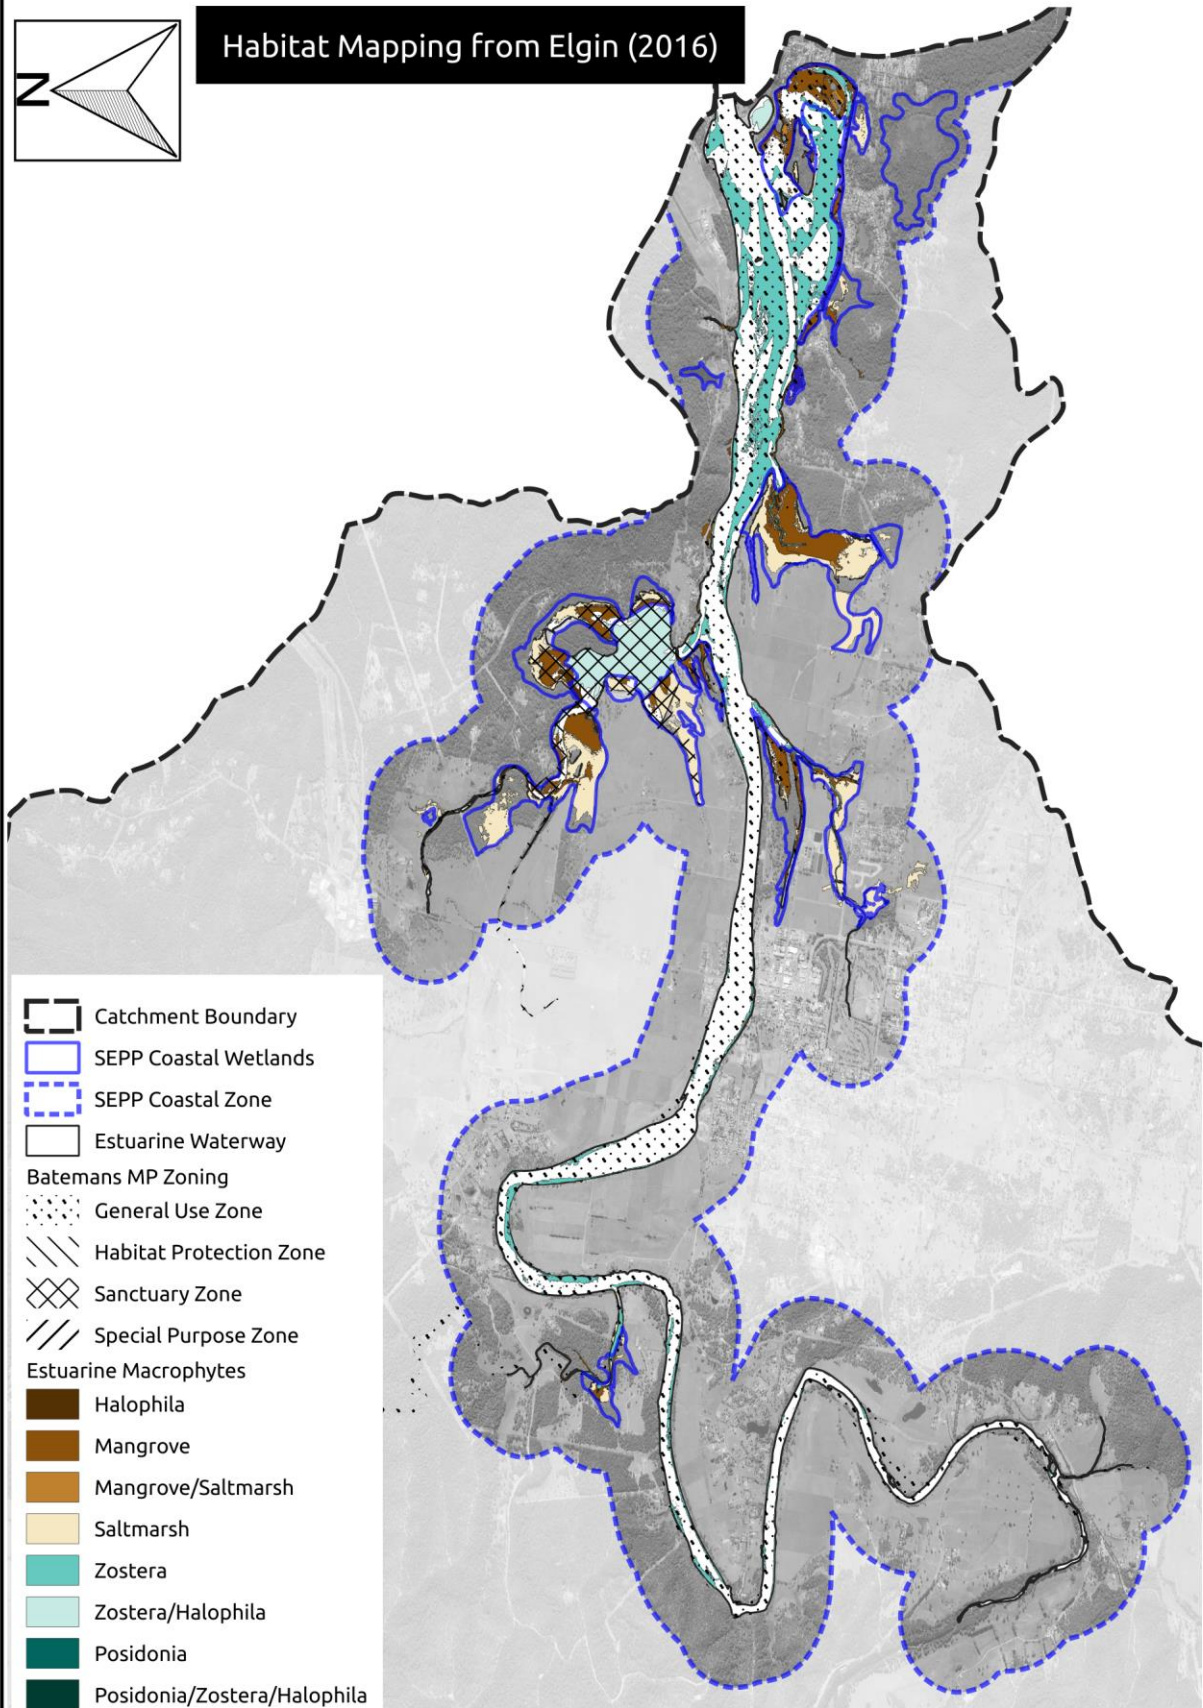 Habitat Mapping from Elgin (2016)
N
Catchment Boundary
SEPP Coastal Wetlands
SEPP Coastal Zone
Estuarine Waterway
Batemans MP Zoning
General Use Zone
Habitat Protection Zone
Sanctuary Zone
Special Purpose Zone
Estuarine Macrophytes
Halophila
Mangrove
Mangrove/Saltmarsh
Saltmarsh
Zostera
Zostera/Halophila
Posidonia
Posidonia/Zostera/Halophila